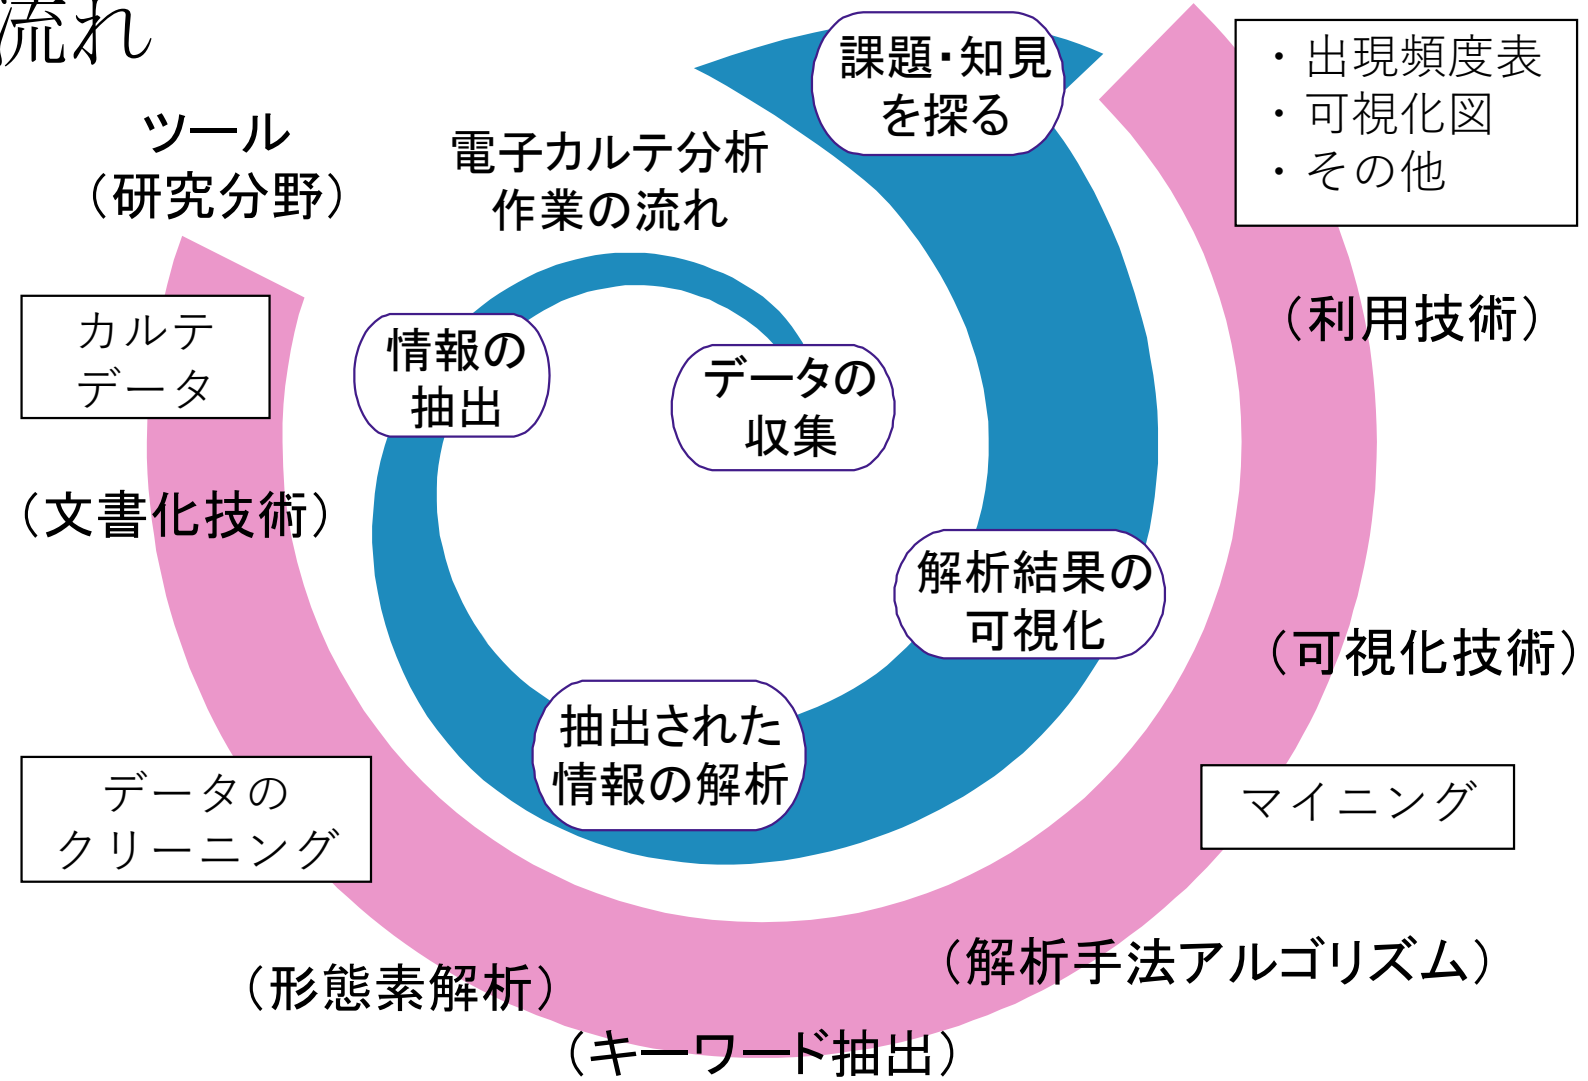 流れ
ツール
（研究分野）
電子カルテ分析
作業の流れ
課題・知見
を探る
・出現頻度表
・可視化図
・その他
カルテ
データ
情報の
抽出
データの
収集
（利用技術）
（文書化技術）
解析結果の
可視化
（可視化技術）
抽出された
情報の解析
データの
クリーニング
マイニング
（形態素解析）
（解析手法アルゴリズム）
（キーワード抽出）